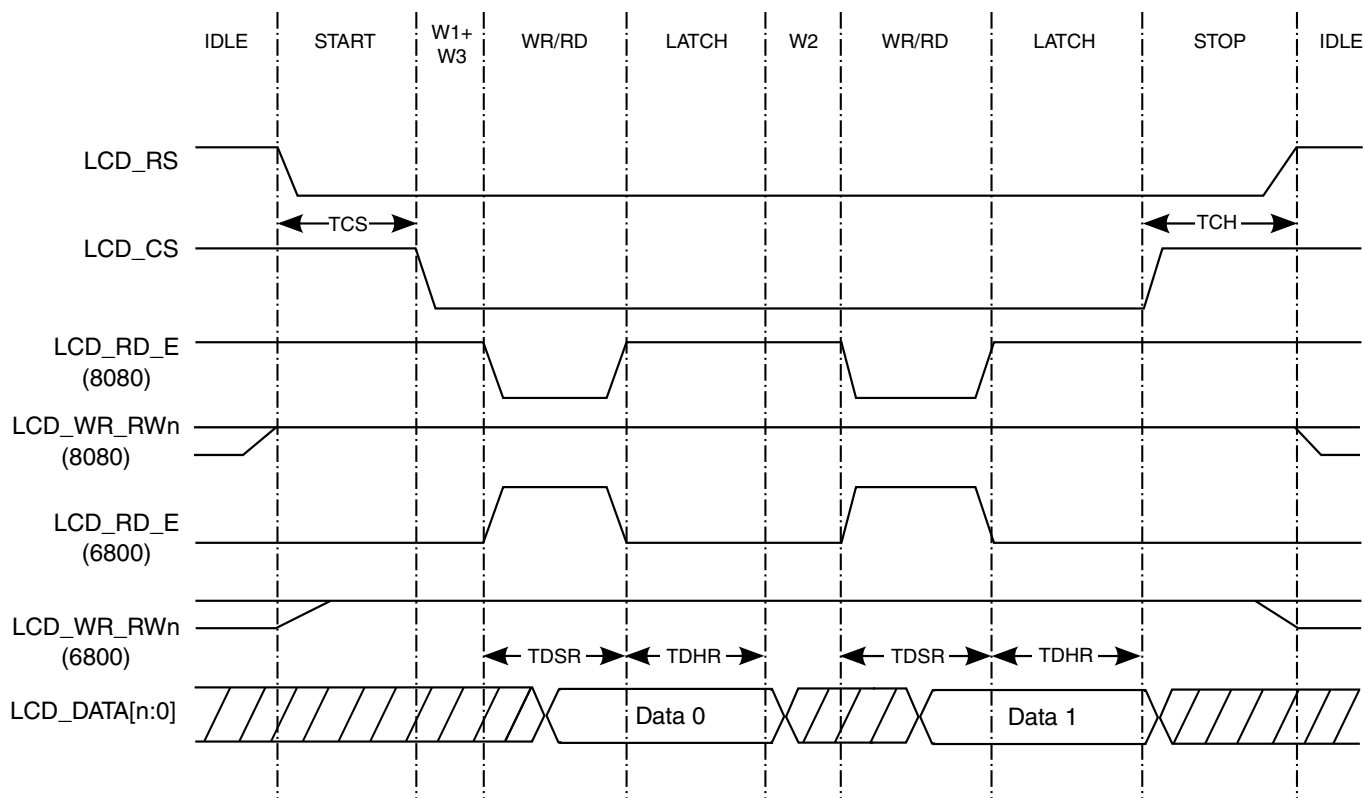 IDLE START W1+ WR/RD LATCH W2 WR/RD LATCH STOP IDLE
W3
LCD_RS
TCS TCH
LCD_CS
LCD_RD_E
(8080)
LCD_WR_RWn
(8080)
LCD_RD_E
(6800)
LCD_WR_RWn
(6800)
TDSR TDHR TDSR TDHR
LCD_DATA[n:0] Data 0 Data 1